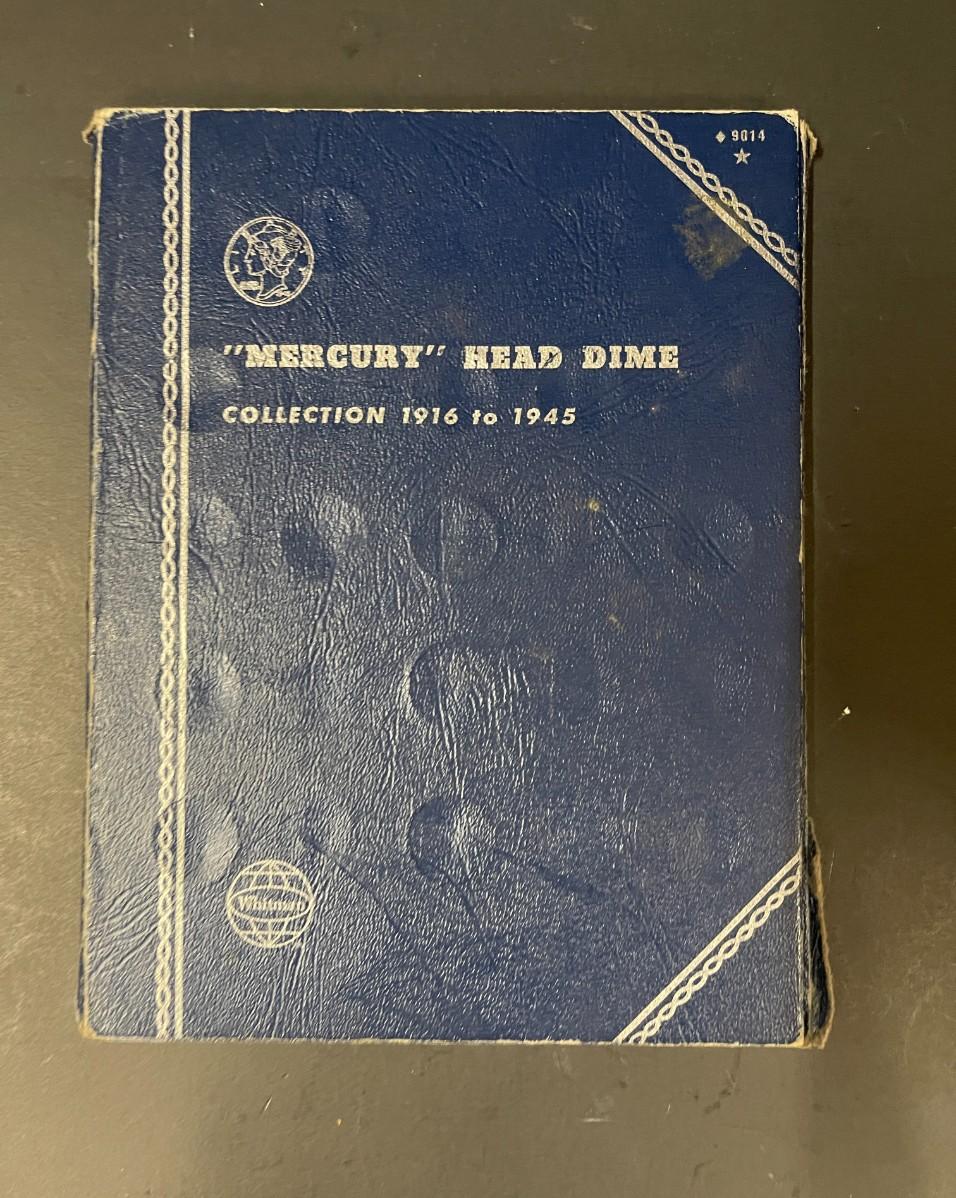 ◆ 9014
"MERCURY" HEAD DIME
COLLECTION 1916 to 1945
Whitman